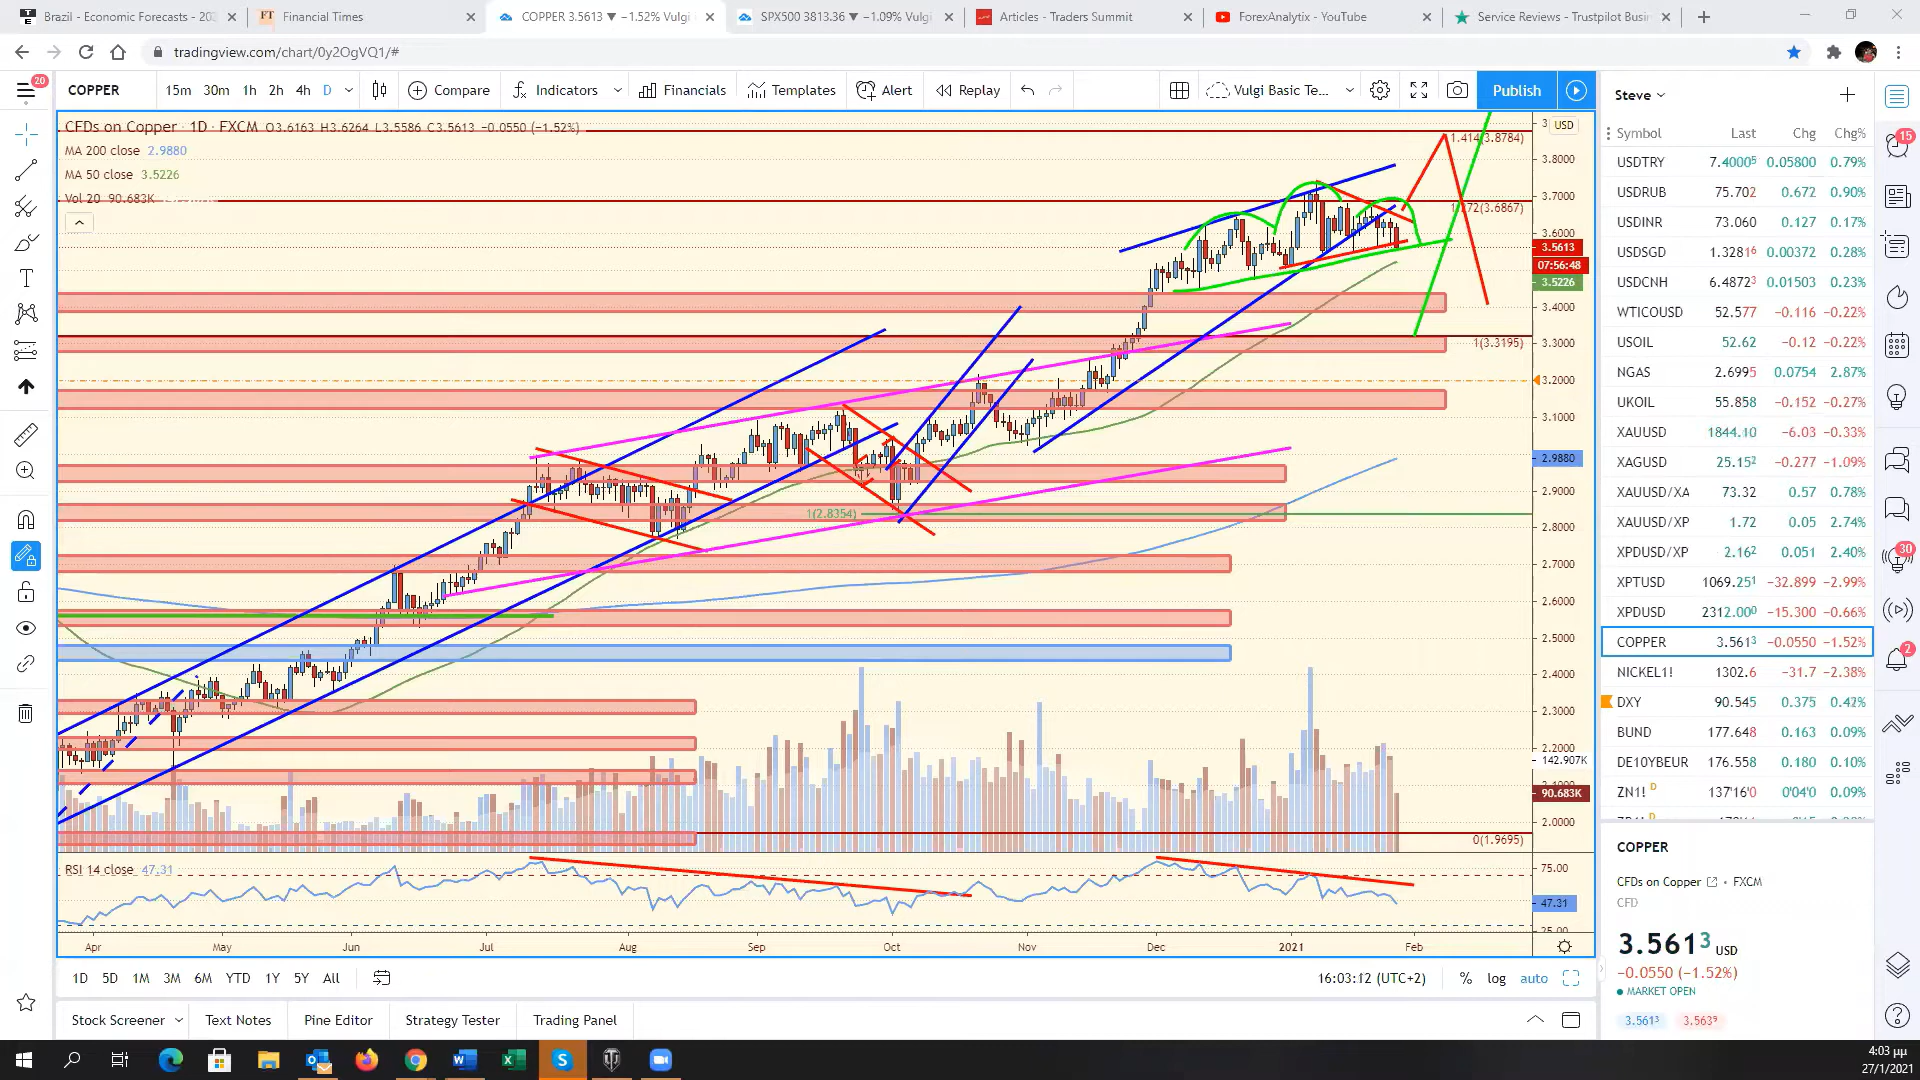 Brazil - Economic Forecasts - 202
Financial Times
COPPER 3.5613 ▼ −1.52% Vulgi
SPX500 3813.36 ▼ −1.09% Vulgi
Articles - Traders Summit
ForexAnalytix - YouTube
Service Reviews - Trustpilot Busi
tradingview.com/chart/0y2OgVQ1/#
20
COPPER 15m 30m 1h 2h 4h D Compare Indicators Financials Templates Alert Replay Vulgi Basic Te... Publish
CFDs on Copper · 1D · FXCM O3.6163 H3.6264 L3.5586 C3.5613 −0.0550 (−1.52%)
MA 200 close 2.9880
MA 50 close 3.5226
Vol 20 90.683K
USD
1.414(3.8784)
3.8000
3.7000
(3.6867)
3.6000
3.5613
07:56:48
3.5226
3.4000
3.3000
1(3.3195)
3.2000
3.1000
2.9880
2.9000
1(2.8354)
2.8000
2.7000
2.6000
2.5000
2.4000
2.3000
2.2000
142.907K
90.683K
2.0000
0(1.9695)
RSI 14 close 47.31
75.00
47.31
25.00
Apr May Jun Jul Aug Sep Oct Nov Dec 2021 Feb
1D 5D 1M 3M 6M YTD 1Y 5Y All
16:03:12 (UTC+2) % log auto
Stock Screener Text Notes Pine Editor Strategy Tester Trading Panel
Steve
Symbol Last Chg Chg%
USDTRY 7.40005 0.05800 0.79%
USDRUB 75.702 0.672 0.90%
USDINR 73.060 0.127 0.17%
USDSGD 1.32816 0.00372 0.28%
USDCNH 6.48723 0.01503 0.23%
WTICOUSD 52.577 −0.116 −0.22%
USOIL 52.62 −0.12 −0.22%
NGAS 2.6995 0.0754 2.87%
UKOIL 55.858 −0.152 −0.27%
XAUUSD 1844.10 −6.03 −0.33%
XAGUSD 25.152 −0.277 −1.09%
XAUUSD/XA 73.32 0.57 0.78%
XAUUSD/XP 1.72 0.05 2.74%
XPDUSD/XP 2.162 0.051 2.40%
XPTUSD 1069.251 −32.899 −2.99%
XPDUSD 2312.000 −15.300 −0.66%
COPPER 3.5613 −0.0550 −1.52%
NICKEL1! 1302.6 −31.7 −2.38%
DXY 90.545 0.375 0.42%
BUND 177.648 0.163 0.09%
DE10YBEUR 176.558 0.180 0.10%
ZN1! D 137'16'0 0'04'0 0.09%
COPPER
CFDs on Copper • FXCM
CFD
3.5613 USD
−0.0550 (−1.52%)
MARKET OPEN
3.5613 3.5639
15
30
2
4:03 μμ
27/1/2021